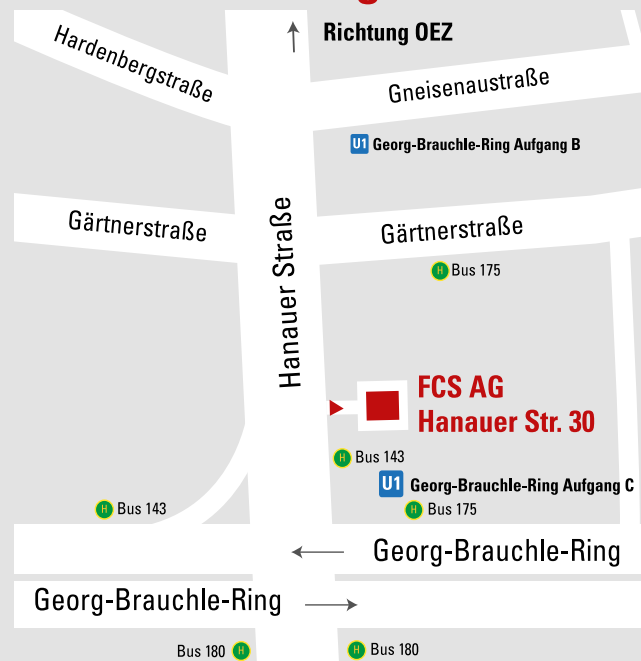 Richtung OEZ
Hardenbergstraße
Gneisenaustraße
U1 Georg-Brauchle-Ring Aufgang B
Gärtnerstraße
Hanauer Straße
Gärtnerstraße
H Bus 175
FCS AG
Hanauer Str. 30
H Bus 143
U1 Georg-Brauchle-Ring Aufgang C
H Bus 143
H Bus 175
Georg-Brauchle-Ring
Georg-Brauchle-Ring
Bus 180 H
H Bus 180